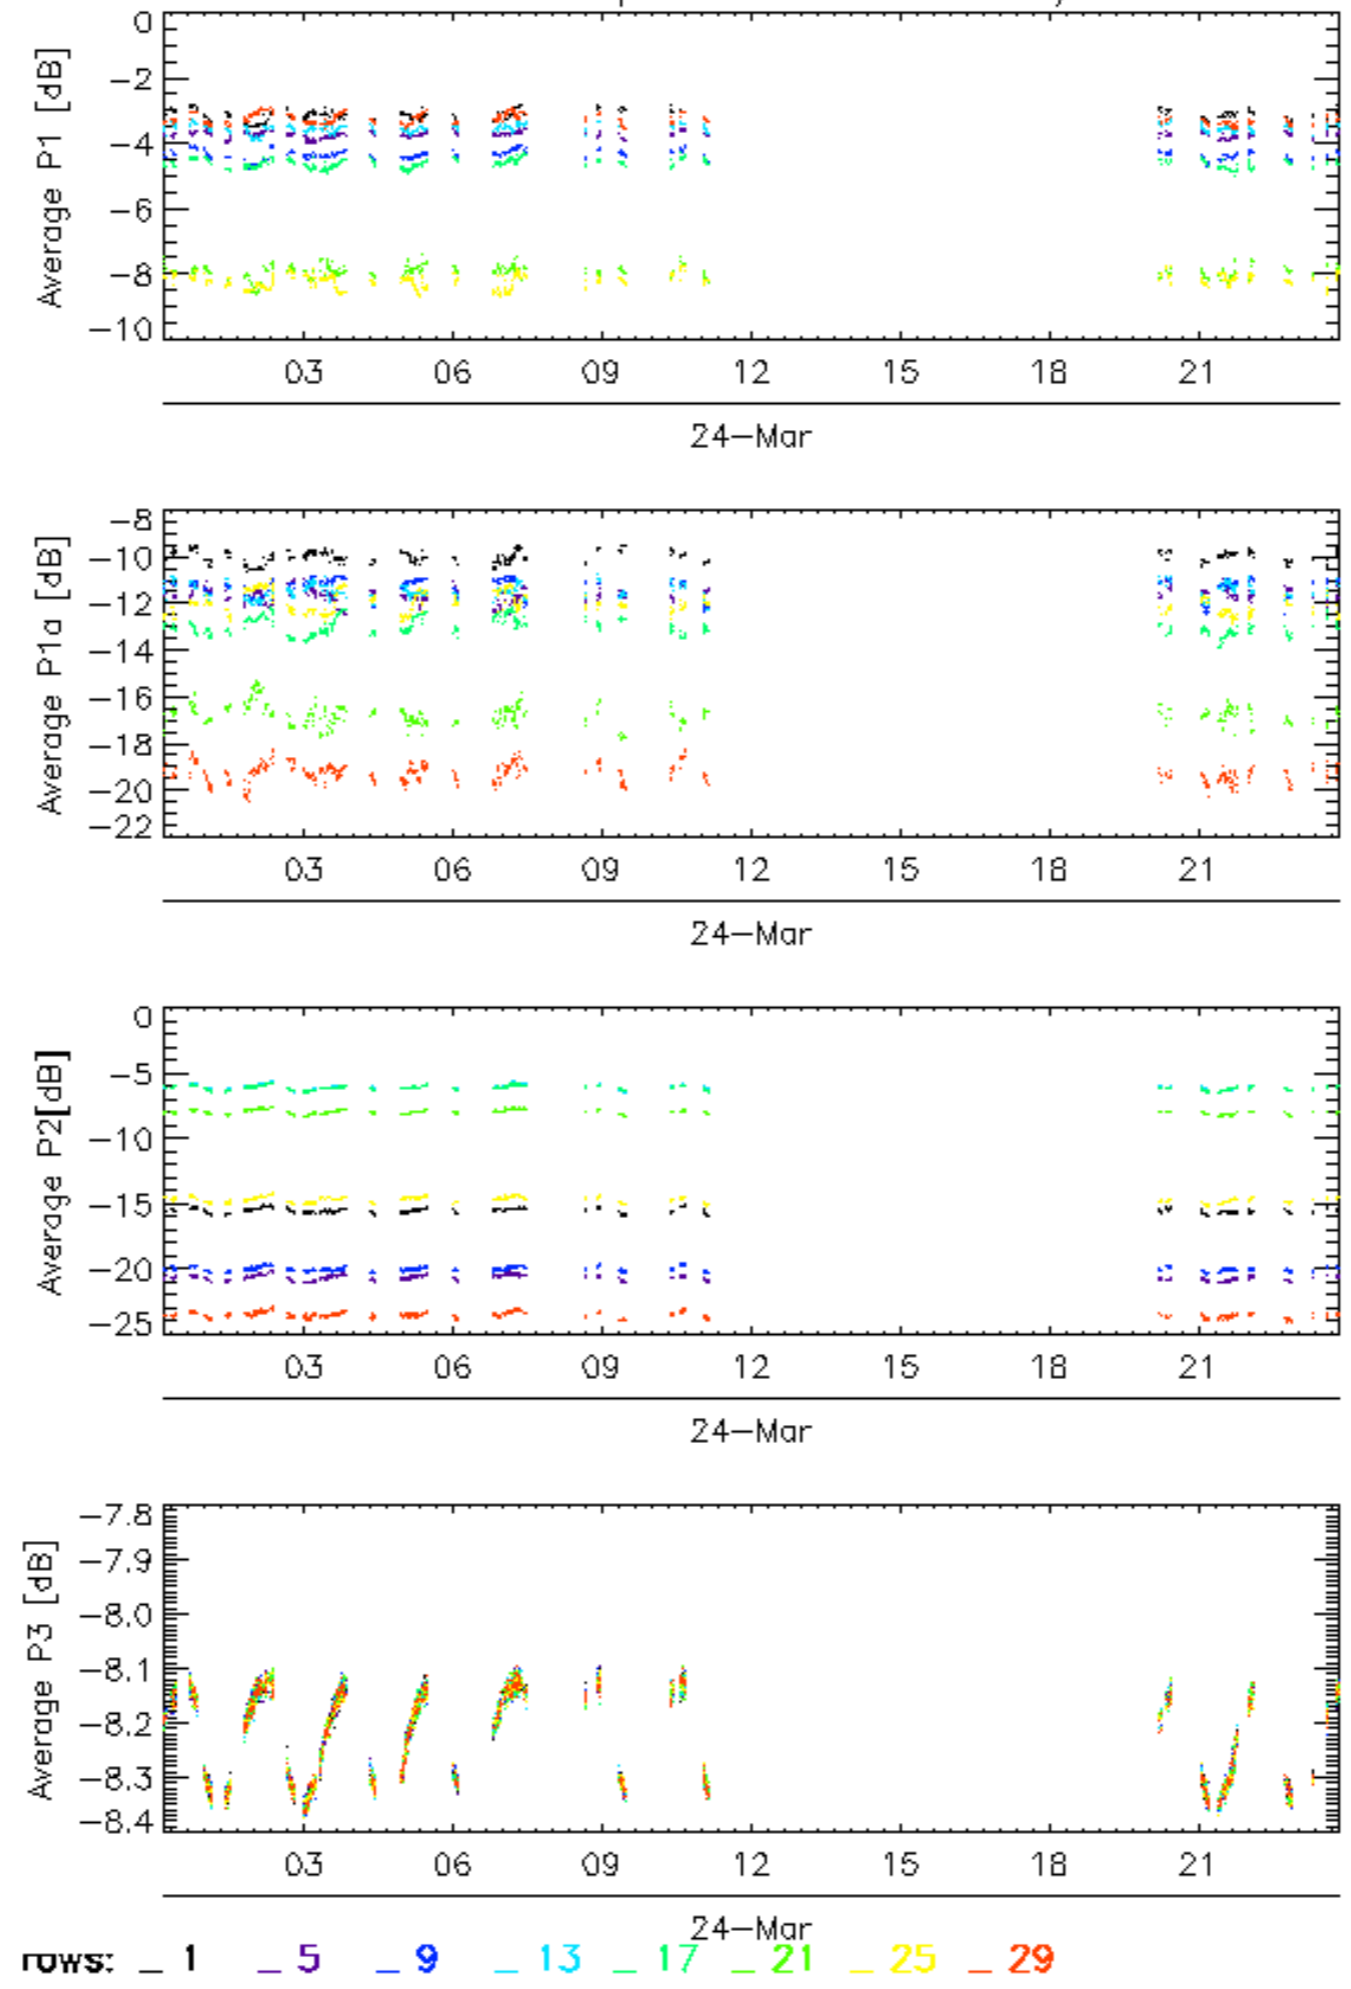 0
−2
−4
−6
−8
−10
Average P1 [dB]
03 06 09 12 15 18 21
24−Mar
−8
−10
−12
−14
−16
−18
−20
−22
Average P1a [dB]
03 06 09 12 15 18 21
24−Mar
0
−5
−10
−15
−20
−25
Average P2[dB]
03 06 09 12 15 18 21
24−Mar
−7.8
−7.9
−8.0
−8.1
−8.2
−8.3
−8.4
Average P3 [dB]
03 06 09 12 15 18 21
24−Mar
rows: _ 1 _ 5 _ 9 _ 13 _ 17 _ 21 _ 25 _ 29